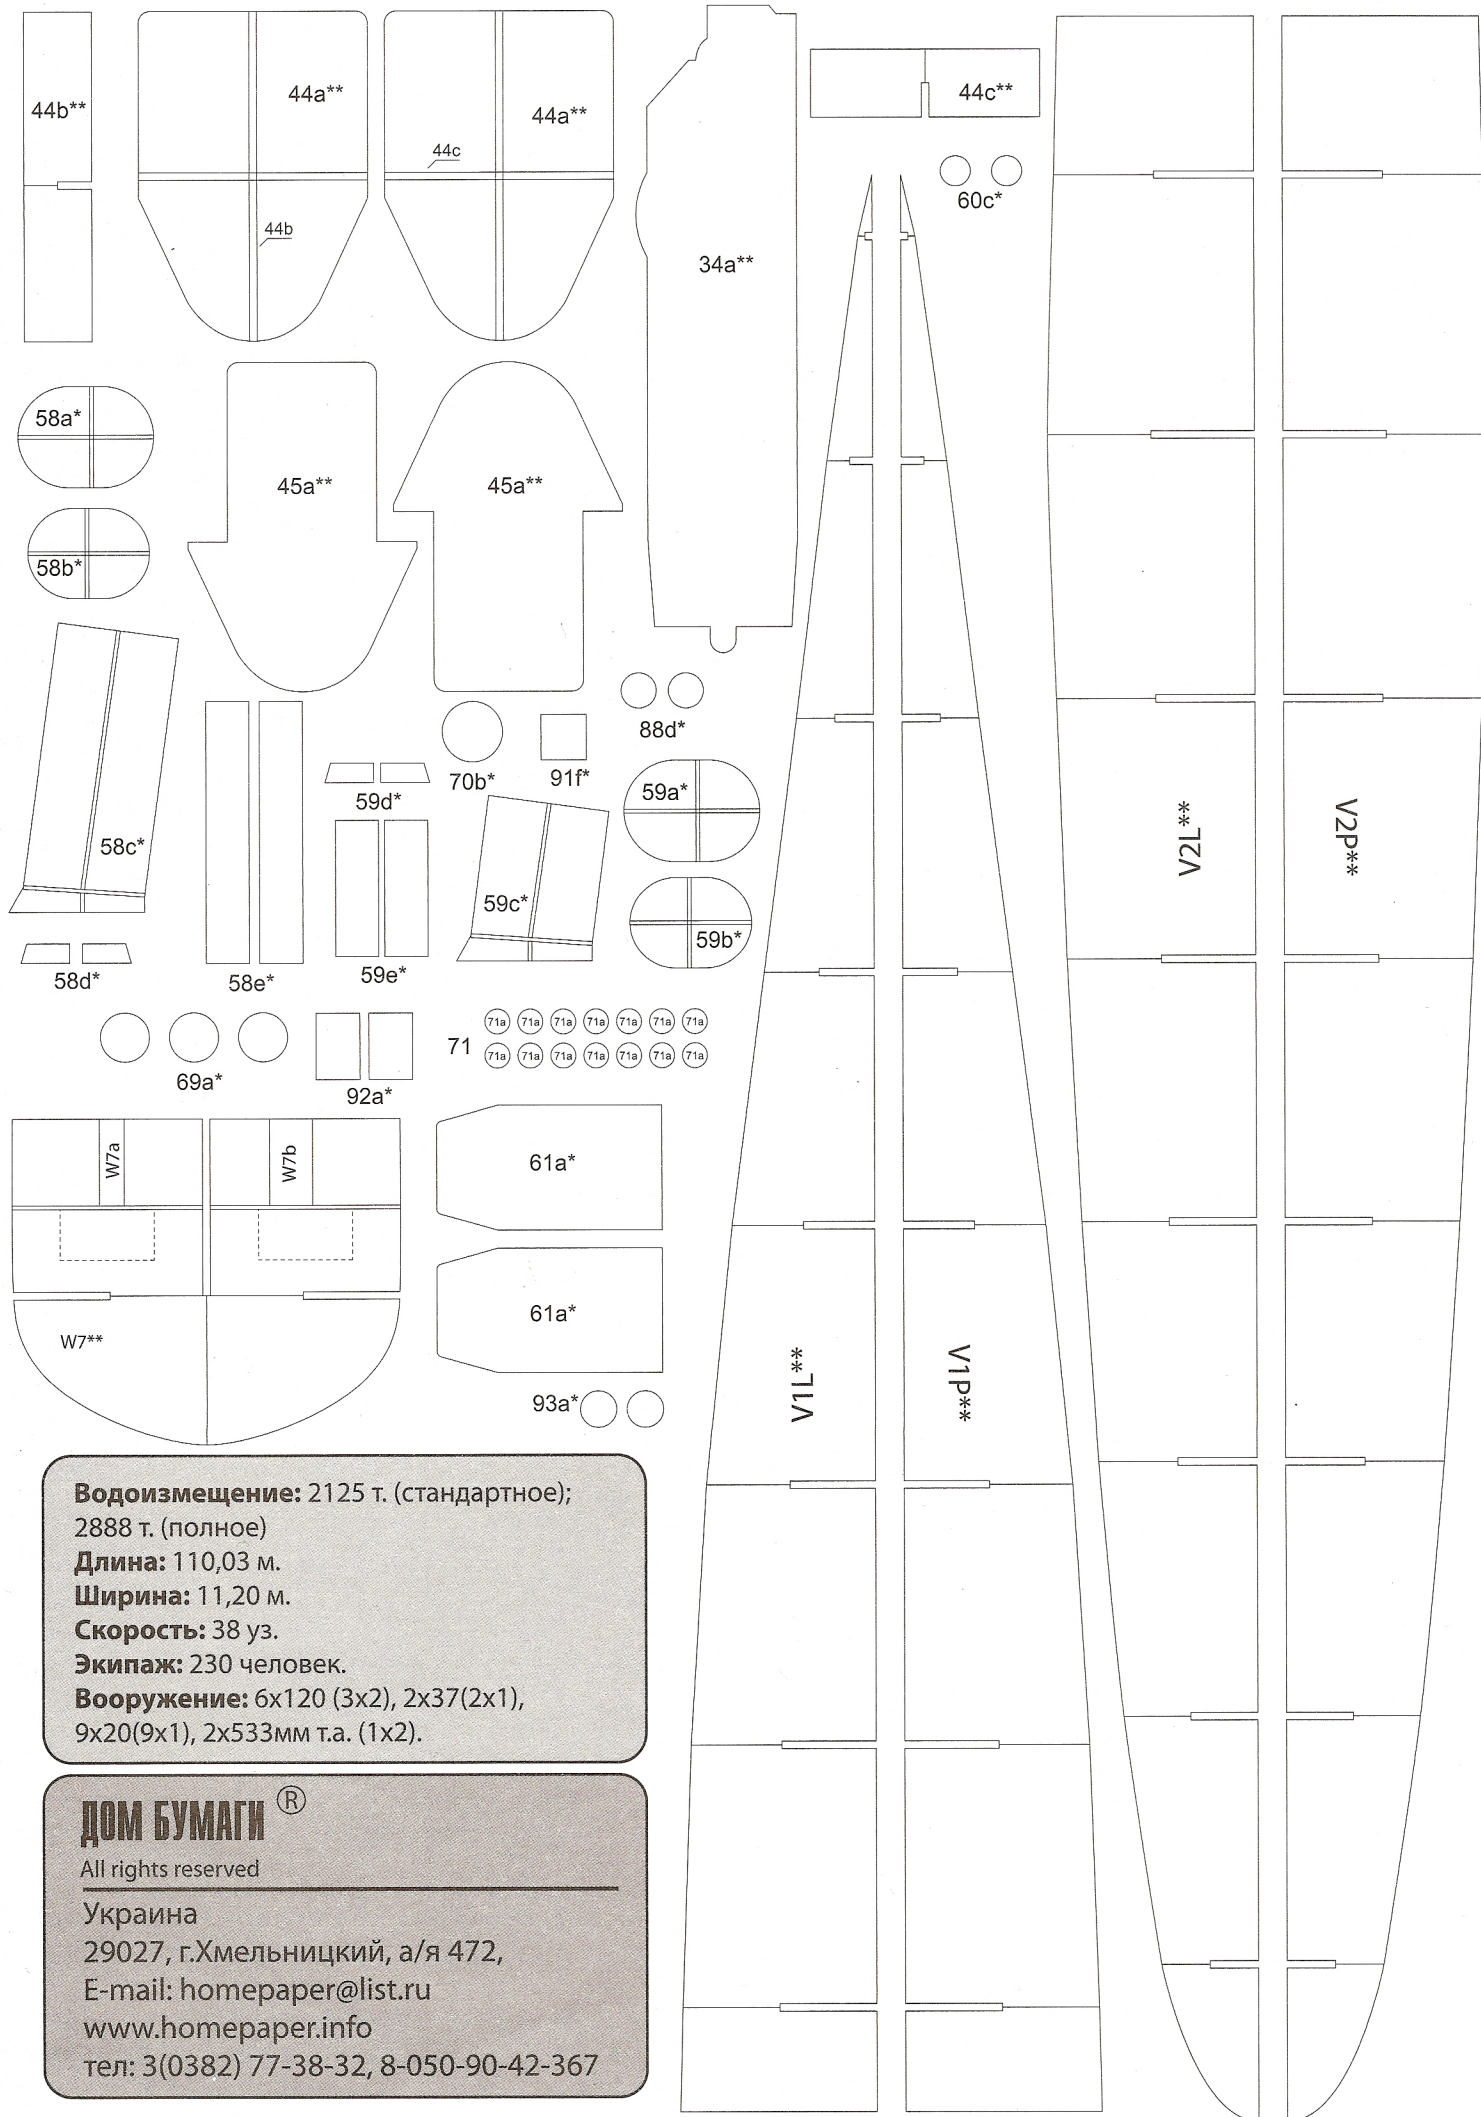 44b**
44a**
44a**
44c
44b
34a**
44c**
60c*
58a*
58b*
45a**
45a**
58c*
58d*
58e*
59d*
59e*
70b*
91f*
59c*
88d*
59a*
59b*
V2L**
V2P**
69a*
92a*
71
71a 71a 71a 71a 71a 71a 71a
71a 71a 71a 71a 71a 71a 71a
W7a
W7b
W7**
61a*
61a*
93a*
V1L**
V1P**
Водоизмещение: 2125 т. (стандартное);
2888 т. (полное)
Длина: 110,03 м.
Ширина: 11,20 м.
Скорость: 38 уз.
Экипаж: 230 человек.
Вооружение: 6х120 (3х2), 2х37(2х1),
9х20(9х1), 2х533мм т.а. (1х2).
ДОМ БУМАГИ ®
All rights reserved
Украина
29027, г.Хмельницкий, а/я 472,
E-mail: homepaper@list.ru
www.homepaper.info
тел: 3(0382) 77-38-32, 8-050-90-42-367